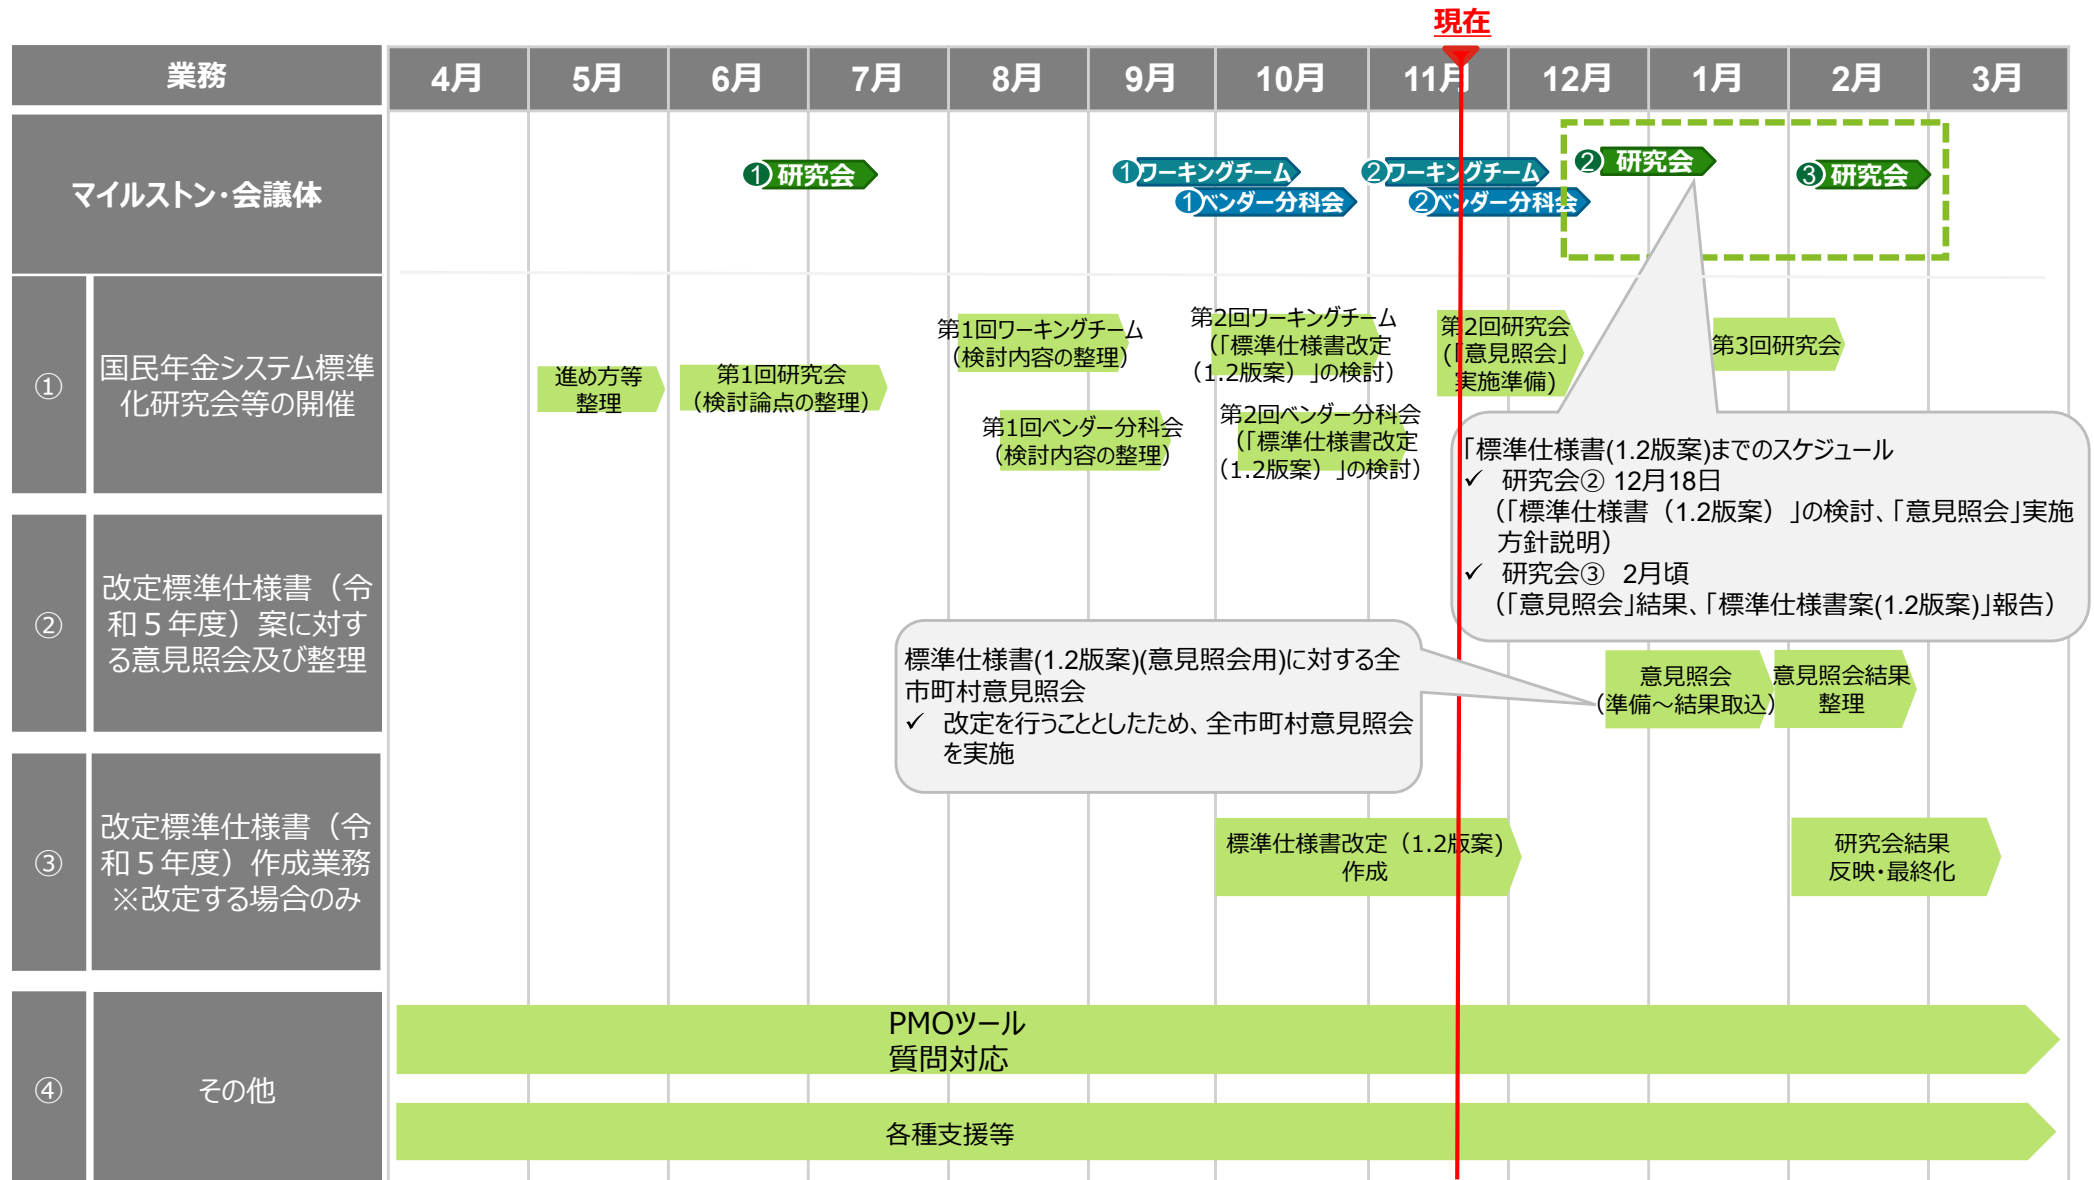 現在
業務
4月
5月
6月
7月
8月
9月
10月
11月
12月
1月
2月
3月
マイルストン・会議体
①研究会
①ワーキングチーム
①ベンダー分科会
②ワーキングチーム
②ベンダー分科会
② 研究会
③研究会
①
国民年金システム標準
化研究会等の開催
進め方等
整理
第1回研究会
（検討論点の整理）
第1回ワーキングチーム
（検討内容の整理）
第1回ベンダー分科会
（検討内容の整理）
第2回ワーキングチーム
（「標準仕様書改定
（1.2版案）」の検討）
第2回ベンダー分科会
（「標準仕様書改定
（1.2版案）」の検討）
第2回研究会
(「意見照会」
実施準備)
第3回研究会
「標準仕様書(1.2版案)までのスケジュール
✓ 研究会② 12月18日
（「標準仕様書（1.2版案）」の検討、「意見照会」実施
方針説明）
✓ 研究会③ 2月頃
（「意見照会」結果、「標準仕様書案(1.2版案)」報告）
②
改定標準仕様書（令
和５年度）案に対す
る意見照会及び整理
標準仕様書(1.2版案)(意見照会用)に対する全
市町村意見照会
✓ 改定を行うこととしたため、全市町村意見照会
を実施
意見照会
（準備～結果取込）
意見照会結果
整理
③
改定標準仕様書（令
和５年度）作成業務
※改定する場合のみ
標準仕様書改定（1.2版案)
作成
研究会結果
反映・最終化
④
その他
PMOツール
質問対応
各種支援等